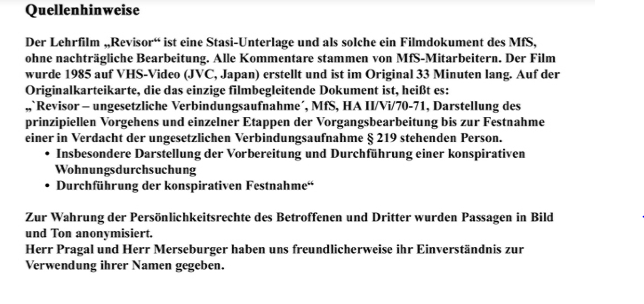 Quellenhinweise
Der Lehrfilm „Revisor“ ist eine Stasi-Unterlage und als solche ein Filmdokument des MfS,
ohne nachträgliche Bearbeitung. Alle Kommentare stammen von MfS-Mitarbeitern. Der Film
wurde 1985 auf VHS-Video (JVC, Japan) erstellt und ist im Original 33 Minuten lang. Auf der
Originalkarteikarte, die das einzige filmbegleitende Dokument ist, heißt es:
„`Revisor – ungesetzliche Verbindungsaufnahme´, MfS, HA II/Vi/70-71, Darstellung des
prinzipiellen Vorgehens und einzelner Etappen der Vorgangsbearbeitung bis zur Festnahme
einer in Verdacht der ungesetzlichen Verbindungsaufnahme § 219 stehenden Person.
• Insbesondere Darstellung der Vorbereitung und Durchführung einer konspirativen
Wohnungsdurchsuchung
• Durchführung der konspirativen Festnahme“
Zur Wahrung der Persönlichkeitsrechte des Betroffenen und Dritter wurden Passagen in Bild
und Ton anonymisiert.
Herr Pragal und Herr Merseburger haben uns freundlicherweise ihr Einverständnis zur
Verwendung ihrer Namen gegeben.